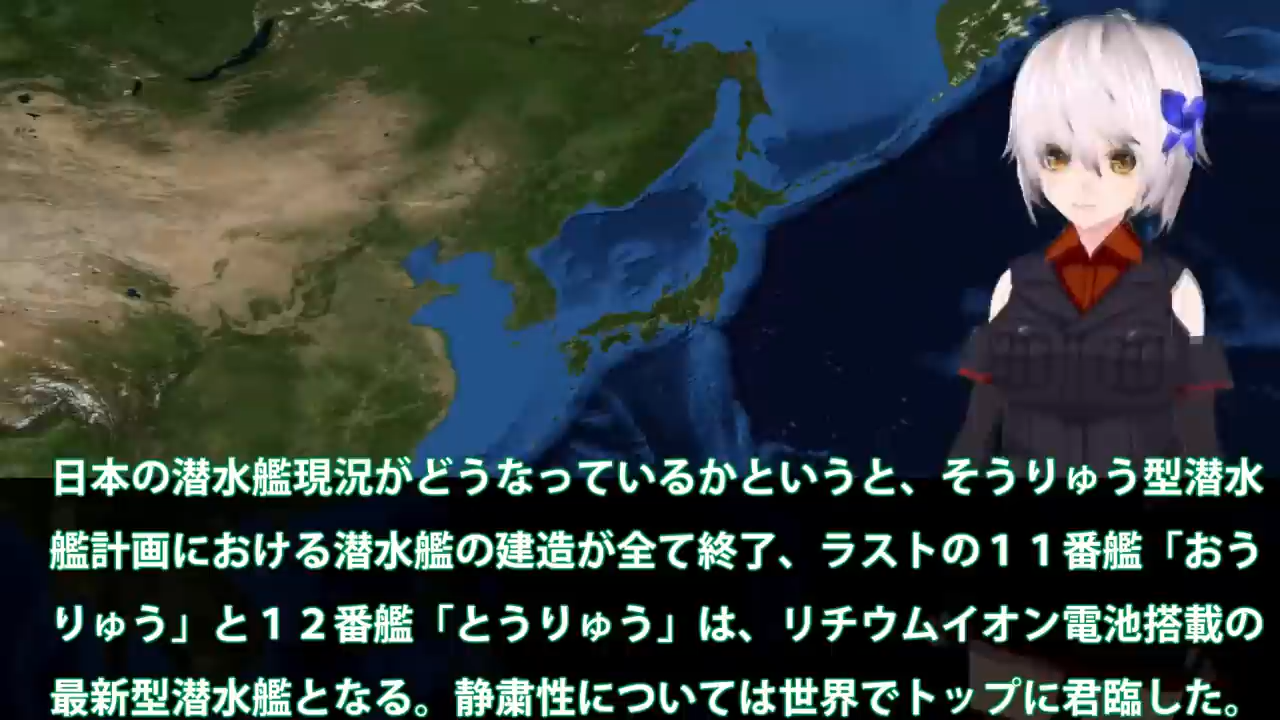 日本の潜水艦現況がどうなっているかというと、そうりゅう型潜水
艦計画における潜水艦の建造が全て終了、ラストの１１番艦「おう
りゅう」と１２番艦「とうりゅう」は、リチウムイオン電池搭載の
最新型潜水艦となる。静粛性については世界でトップに君臨した。